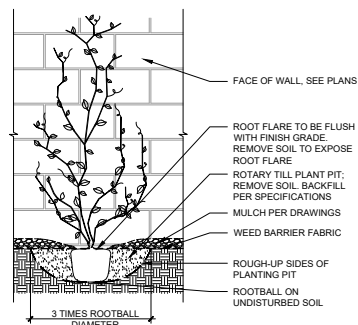 FACE OF WALL, SEE PLANS
ROOT FLARE TO BE FLUSH
WITH FINISH GRADE.
REMOVE SOIL TO EXPOSE
ROOT FLARE
ROTARY TILL PLANT PIT;
REMOVE SOIL. BACKFILL
PER SPECIFICATIONS
MULCH PER DRAWINGS
WEED BARRIER FABRIC
ROUGH-UP SIDES OF
PLANTING PIT
ROOTBALL ON
UNDISTURBED SOIL
3 TIMES ROOTBALL
DIAMETER